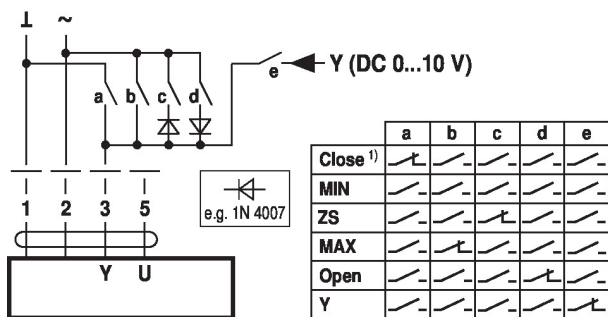 ⊥ ~
a b c d e Y (DC 0...10 V)
1 2 3 5
e.g. 1N 4007
Y U
a b c d e
Close 1)
MIN
ZS
MAX
Open
Y